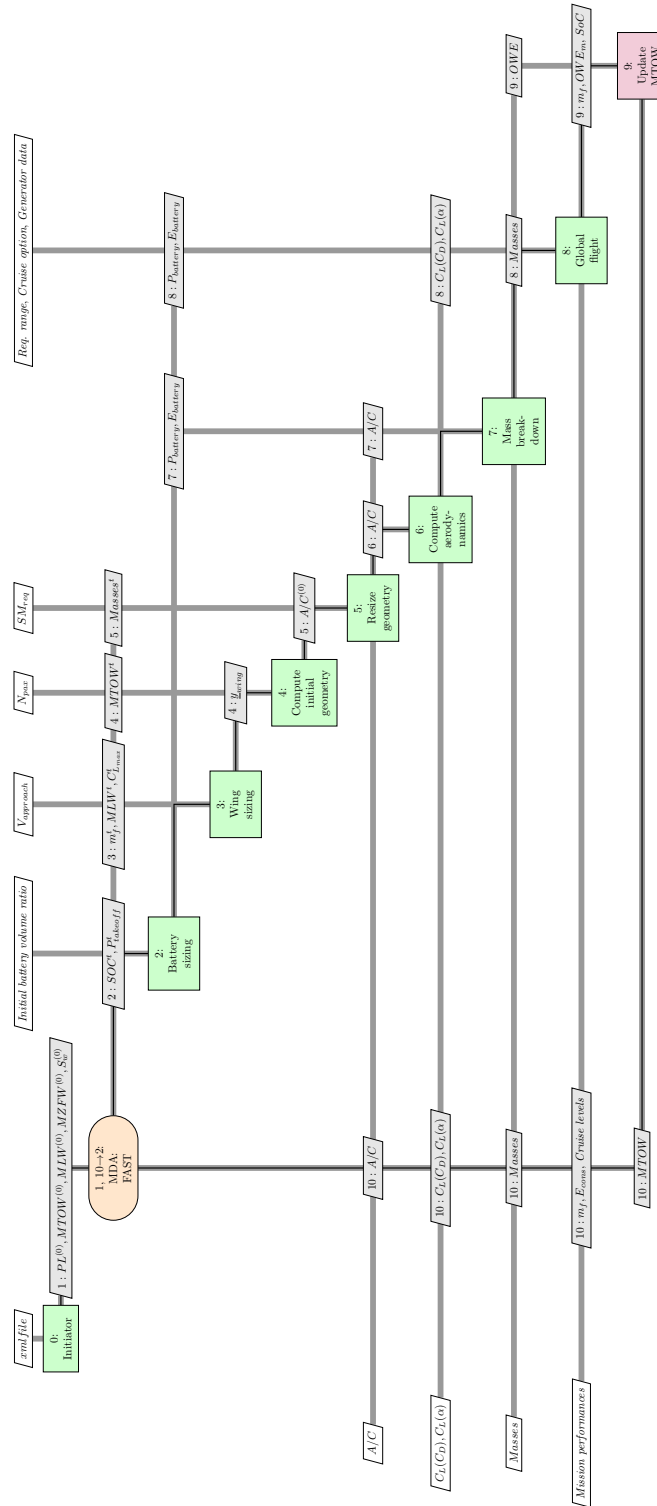 xml file
Initial battery volume ratio
V_approach
N_pax
SM_req
Req. range, Cruise option, Generator data
0:
Initiator
1 : PL^(0), MTOW^(0), MLW^(0), MZFW^(0), S_w^(0)
1, 10→2:
MDA:
FAST
2 : SOC^t, P^t_takeoff
3 : m_f^t, MLW^t, C^t_Lmax
4 : MTOW^t
5 : Masses^t
2:
Battery
sizing
7 : P_battery, E_battery
8 : P_battery, E_battery
3:
Wing
sizing
4 : y_wing
4:
Compute
initial
geometry
5 : A/C^(0)
A/C
10 : A/C
5:
Resize
geometry
6 : A/C
7 : A/C
C_L(C_D), C_L(α)
10 : C_L(C_D), C_L(α)
6:
Compute
aerody-
namics
8 : C_L(C_D), C_L(α)
Masses
10 : Masses
7:
Mass
break-
down
8 : Masses
9 : OWE
Mission performances
10 : m_f, E_cons, Cruise levels
8:
Global
flight
9 : m_f, OWE_m, SoC
10 : MTOW
9:
Update
MTOW